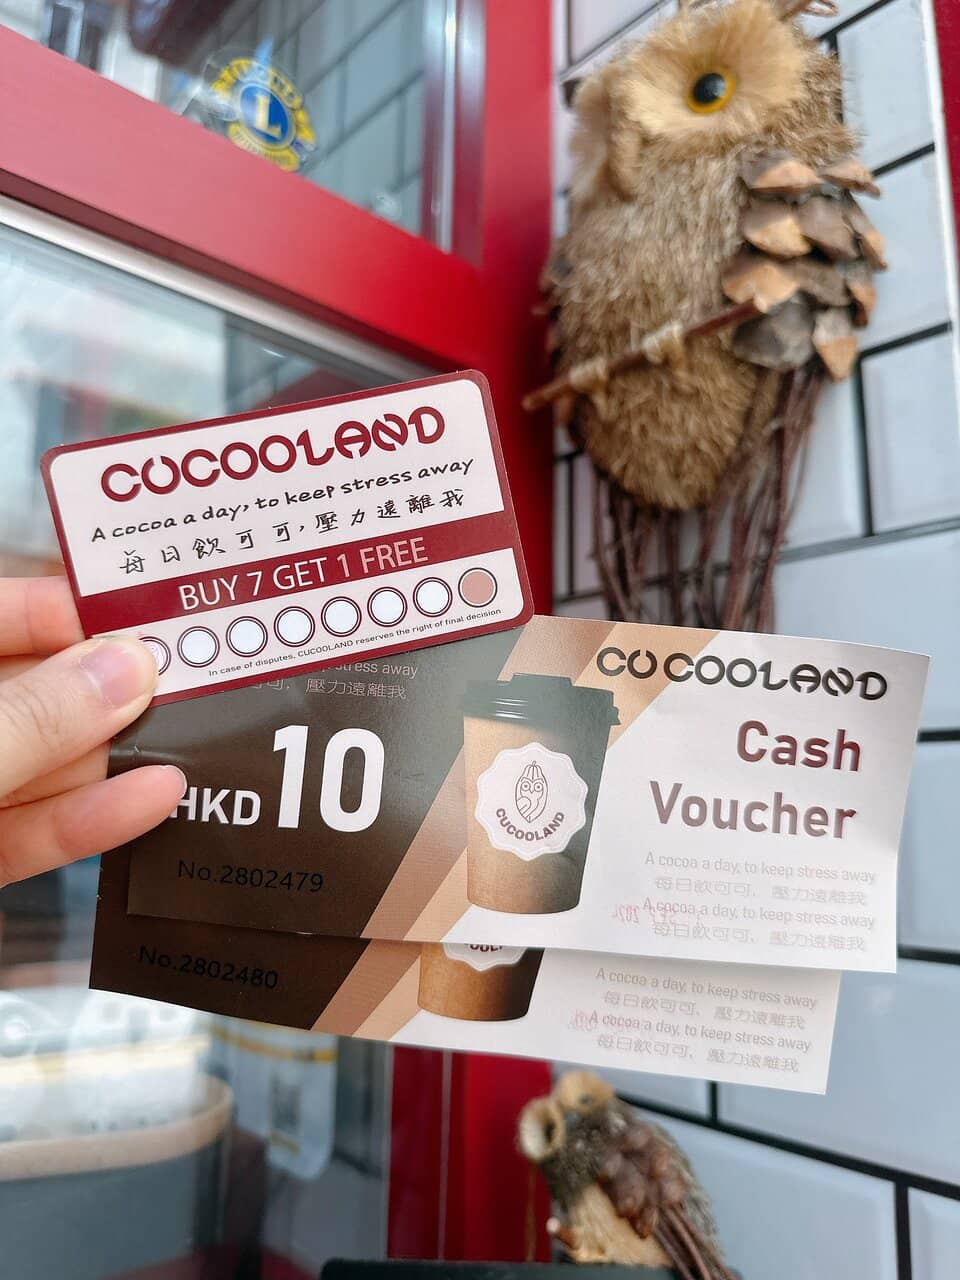 L
CUCOOLAND
A cocoa a day, to keep stress away
每日飲可可，壓力遠離我
BUY 7 GET 1 FREE
In case of disputes, CUCOOLAND reserves the right of final decision
stress away
可可，壓力遠離我
HKD 10
No.2802479
CUCOOLAND
CUCOOLAND
Cash
Voucher
A cocoa a day, to keep stress away
每日飲可可，壓力遠離我
A cocoa a day, to keep stress away
每日飲可可，壓力遠離我
No.2802480
A cocoa a day, to keep stress away
每日飲可可，壓力遠離我
A cocoa a day, to keep stress away
每日飲可可，壓力遠離我